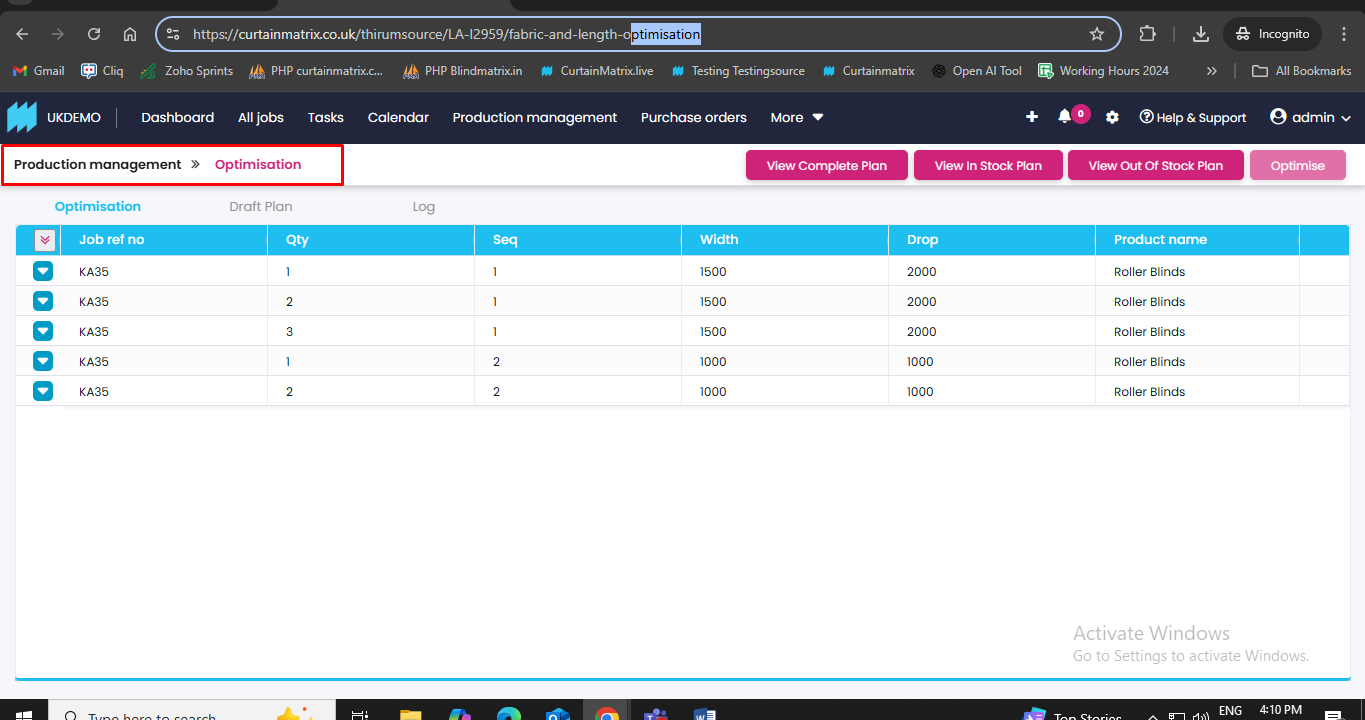 https://curtainmatrix.co.uk/thirumsource/LA-I2959/fabric-and-length-optimisation
Incognito
Gmail
Cliq
Zoho Sprints
PHP curtainmatrix.c...
PHP Blindmatrix.in
CurtainMatrix.live
Testing Testingsource
Curtainmatrix
Open AI Tool
Working Hours 2024
»
All Bookmarks
UKDEMO
Dashboard
All jobs
Tasks
Calendar
Production management
Purchase orders
More
0
Help & Support
admin
Production management » Optimisation
View Complete Plan
View In Stock Plan
View Out Of Stock Plan
Optimise
Optimisation
Draft Plan
Log
Job ref no Qty Seq Width Drop Product name
KA35 1 1 1500 2000 Roller Blinds
KA35 2 1 1500 2000 Roller Blinds
KA35 3 1 1500 2000 Roller Blinds
KA35 1 2 1000 1000 Roller Blinds
KA35 2 2 1000 1000 Roller Blinds
Activate Windows
Go to Settings to activate Windows.
Type here to search
Top Stories
ENG
4:10 PM